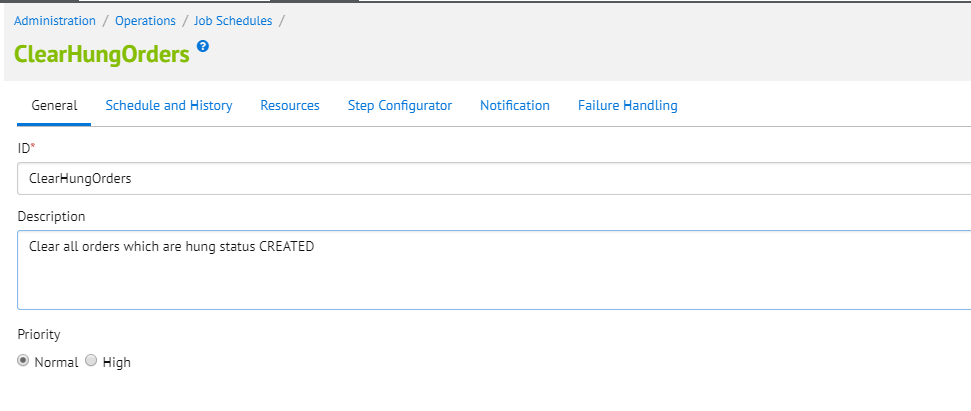 Administration / Operations / Job Schedules /
ClearHungOrders ?
General Schedule and History Resources Step Configurator Notification Failure Handling
ID*
ClearHungOrders
Description
Clear all orders which are hung status CREATED
Priority
Normal High